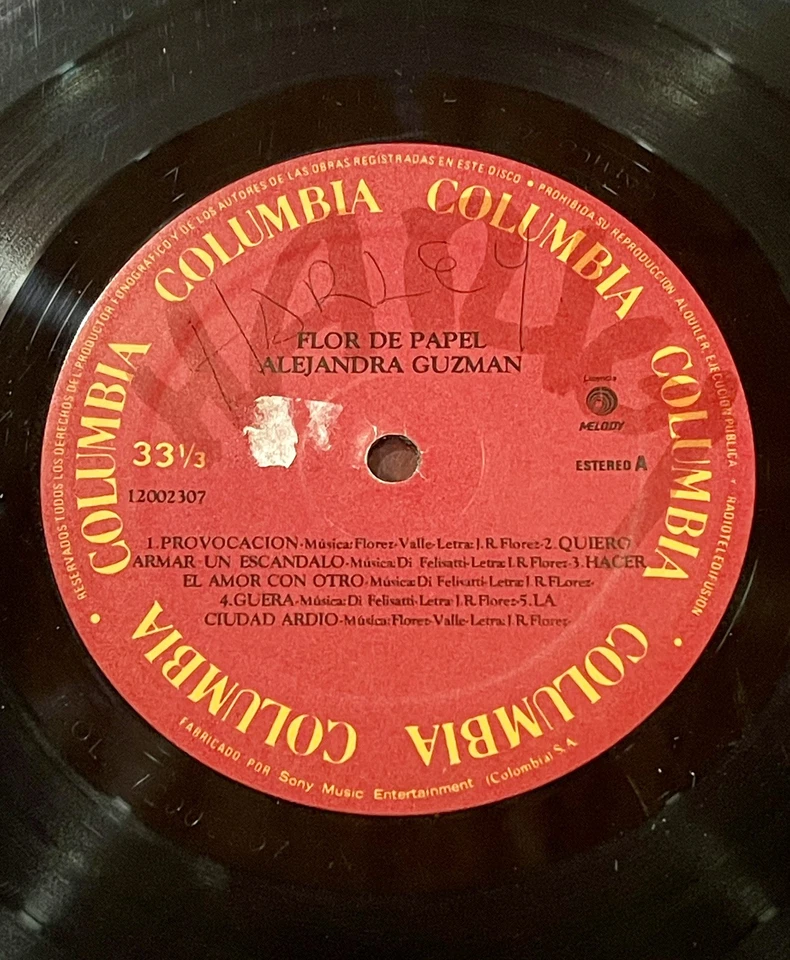 RESERVADOS TODOS LOS DERECHOS DEL PRODUCTOR FONOGRAFICO Y DE LOS AUTORES DE LAS OBRAS REGISTRADAS EN ESTE DISCO • PROHIBIDA SU REPRODUCCION ALQUILER, EJECUCION PUBLICA • RADIOTELEDIFUSION •
COLUMBIA COLUMBIA COLUMBIA COLUMBIA COLUMBIA COLUMBIA
HARLEY
FLOR DE PAPEL
ALEJANDRA GUZMAN
33 1/3
12002307
Licencia
MELODY
ESTEREO A
1. PROVOCACION-Música: Florez-Valle-Letra: J.R. Florez-2. QUIERO
ARMAR UN ESCANDALO-Música: Di Felisatti-Letra: J.R. Florez-3. HACER
EL AMOR CON OTRO-Música: Di Felisatti-Letra: J.R. FLorez-
4. GUERA-Música: Di Felisatti-Letra: J.R. Florez-5. LA
CIUDAD ARDIO-Música: Florez-Valle-Letra: J.R. Florez-
FABRICADO POR Sony Music Entertainment (Colombia) S.A